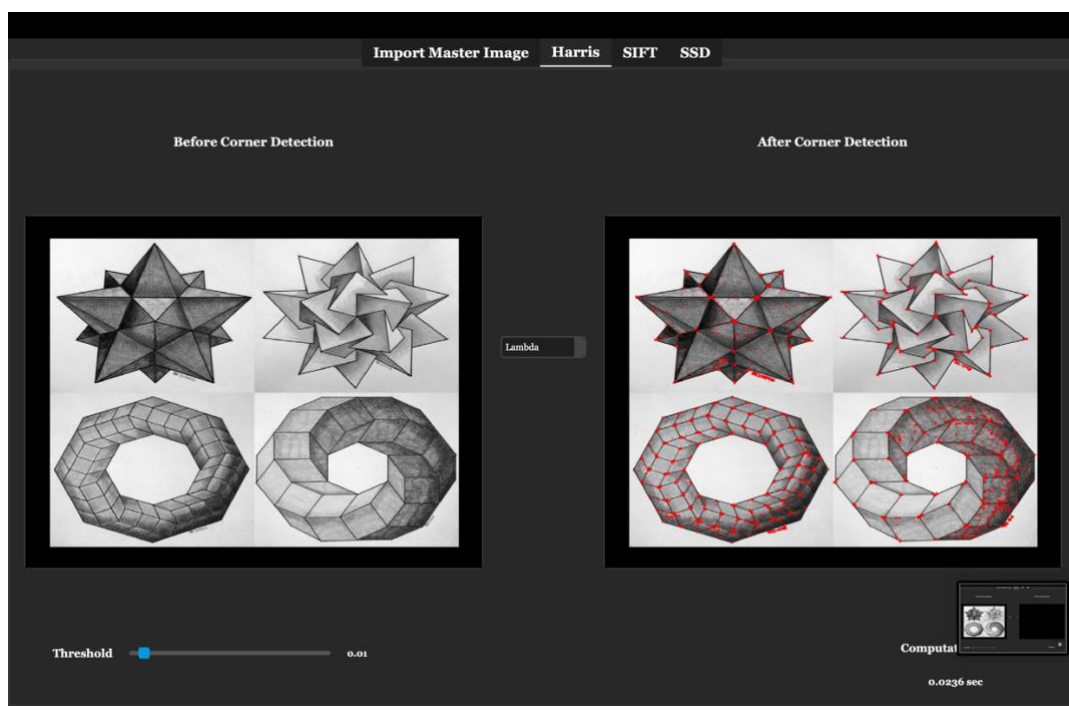 Import Master Image Harris SIFT SSD
Before Corner Detection
After Corner Detection
Lambda
Threshold
0.01
0.0236 sec